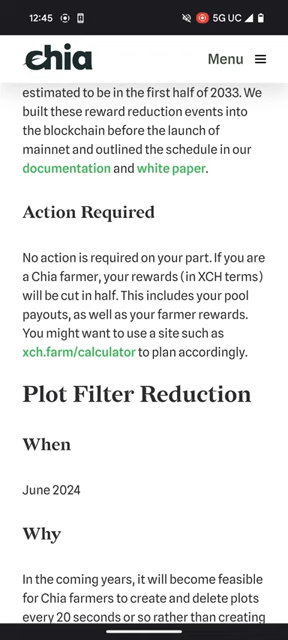 12:45
5G UC
chia
Menu
estimated to be in the first half of 2033. We
built these reward reduction events into
the blockchain before the launch of
mainnet and outlined the schedule in our
documentation and white paper.
Action Required
No action is required on your part. If you are
a Chia farmer, your rewards (in XCH terms)
will be cut in half. This includes your pool
payouts, as well as your farmer rewards.
You might want to use a site such as
xch.farm/calculator to plan accordingly.
Plot Filter Reduction
When
June 2024
Why
In the coming years, it will become feasible
for Chia farmers to create and delete plots
every 20 seconds or so rather than creating